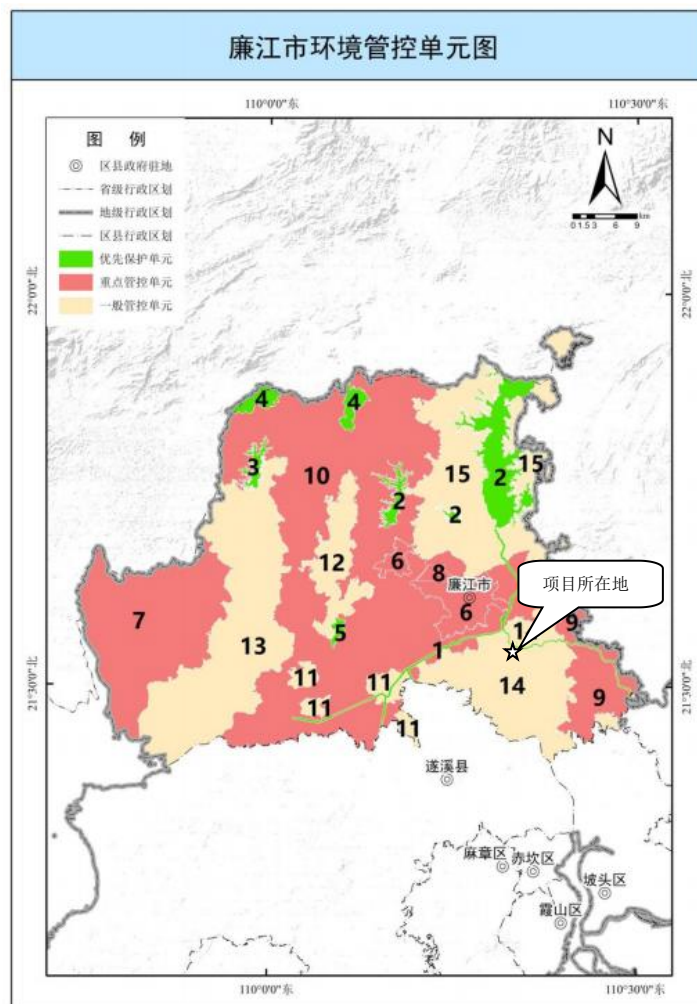 廉江市环境管控单元图
110°0'0"东
110°30'0"东
图 例
区县政府驻地
省级行政区划
地级行政区划
区县行政区划
优先保护单元
重点管控单元
一般管控单元
N
0 1.5 3 6 9 km
22°0'0"北
22°0'0"北
4
4
3
10
15
2
15
2
2
12
6
8
廉江市
项目所在地
7
6
1
9
13
5
1
11
11
14
9
11
11
21°30'0"北
21°30'0"北
遂溪县
麻章区
赤坎区
坡头区
霞山区
110°0'0"东
110°30'0"东